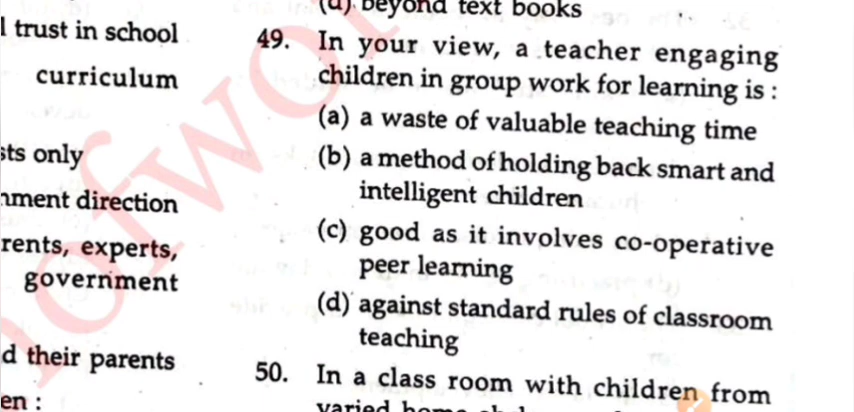 l trust in school
curriculum
sts only
nment direction
rents, experts,
government
d their parents
en :
(d) beyond text books
49. In your view, a teacher engaging
children in group work for learning is :
(a) a waste of valuable teaching time
(b) a method of holding back smart and
intelligent children
(c) good as it involves co-operative
peer learning
(d) against standard rules of classroom
teaching
50. In a class room with children from
varied